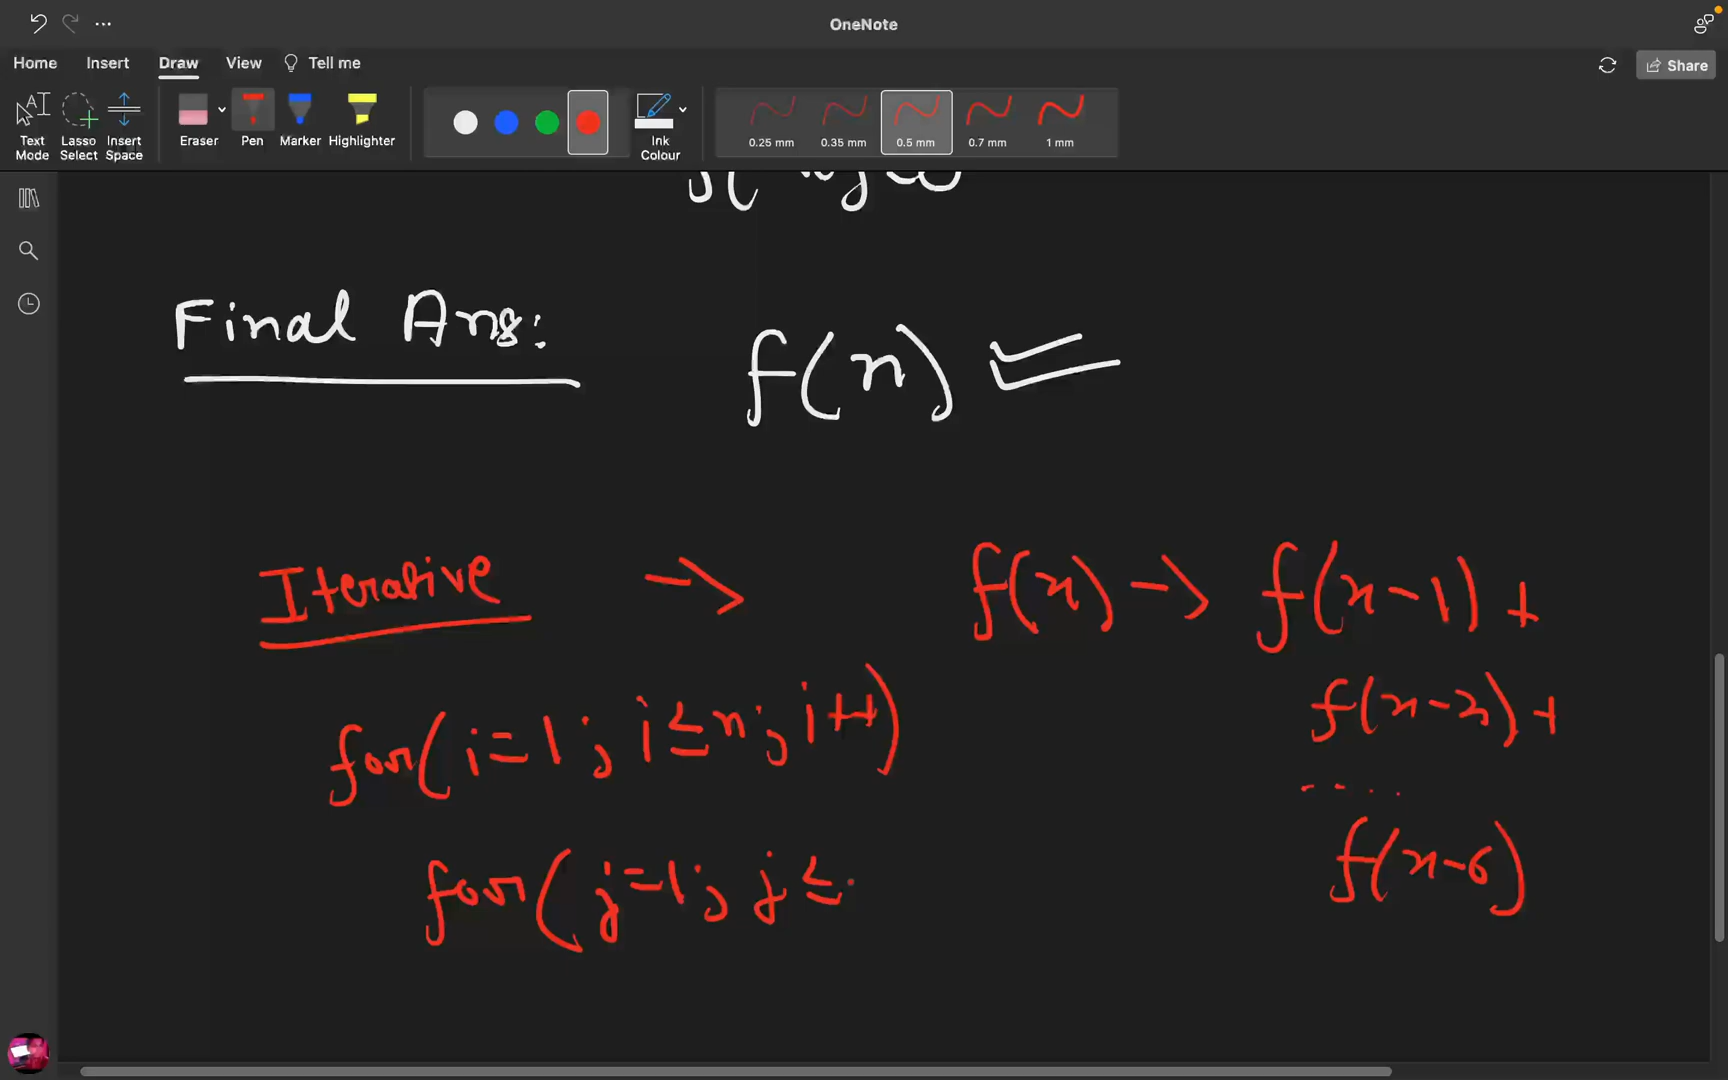 OneNote
Home Insert Draw View Tell me
Share
Text Mode
Lasso Select
Insert Space
Eraser
Pen
Marker
Highlighter
Ink Colour
0.25 mm
0.35 mm
0.5 mm
0.7 mm
1 mm
Final Ans:
f(n)
Iterative → f(x) → f(x-1) +
f(x-2) +
for(i=1; i≤n; i++)
....
f(x-6)
for(j=1; j≤